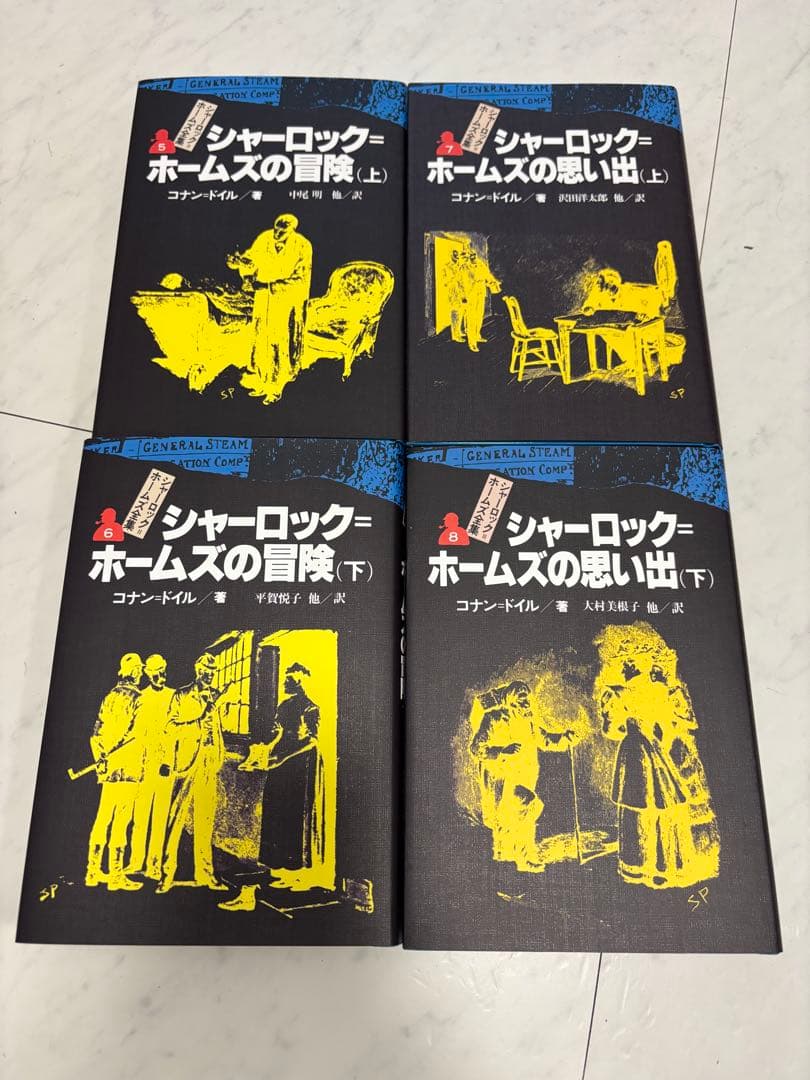 GENERAL STEAM
ATION COMP
シャーロック=
ホームズ全集
5
シャーロック=
ホームズの冒険(上)
コナン=ドイル/著 中尾 明 他/訳
SP
GENERAL STEAM
ATION COMP
シャーロック=
ホームズ全集
7
シャーロック=
ホームズの思い出(上)
コナン=ドイル/著 沢田洋太郎 他/訳
SP
GENERAL STEAM
ATION COMP
シャーロック=
ホームズ全集
6
シャーロック=
ホームズの冒険(下)
コナン=ドイル/著 平賀悦子 他/訳
SP
GENERAL STEAM
ATION COMP
シャーロック=
ホームズ全集
8
シャーロック=
ホームズの思い出(下)
コナン=ドイル/著 大村美根子 他/訳
SP